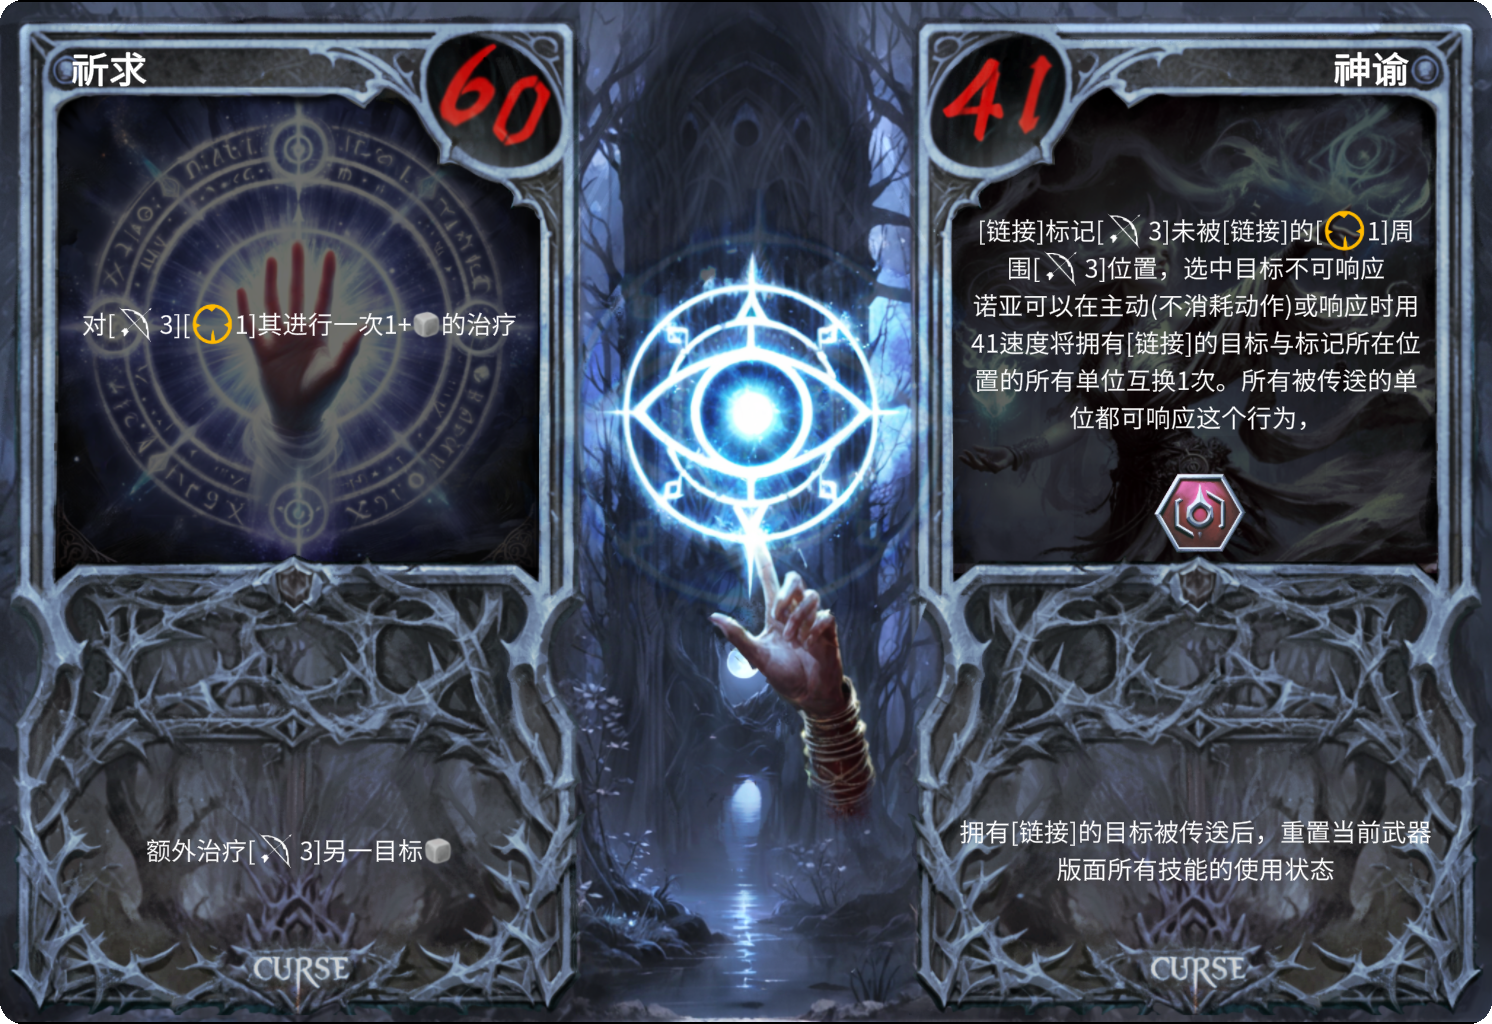 祈求
60
对[3][1]其进行一次1+的治疗
额外治疗[3]另一目标
CURSE
41
神谕
[链接]标记[3]未被[链接]的[1]周
围[3]位置，选中目标不可响应
诺亚可以在主动(不消耗动作)或响应时用
41速度将拥有[链接]的目标与标记所在位
置的所有单位互换1次。所有被传送的单
位都可响应这个行为，
拥有[链接]的目标被传送后，重置当前武器
版面所有技能的使用状态
CURSE